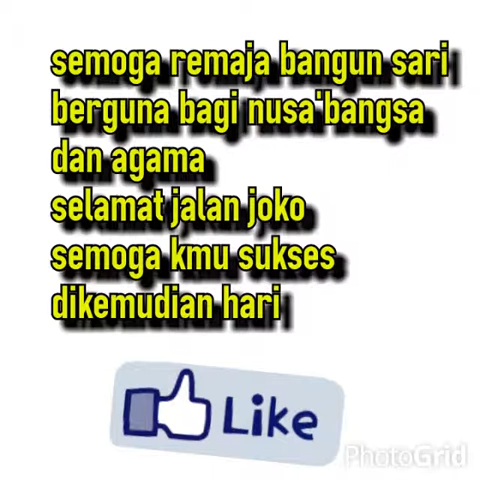 semoga remaja bangun sari
berguna bagi nusa'bangsa
dan agama
selamat jalan joko
semoga kmu sukses
dikemudian hari
Like
PhotoGrid